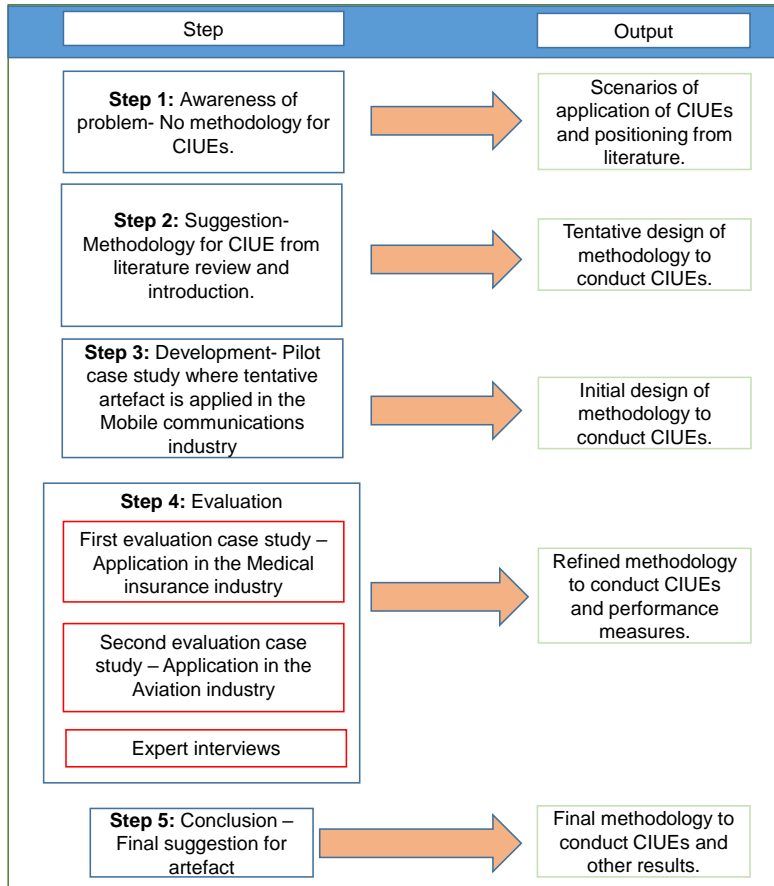 Step
Output
Step 1: Awareness of
problem- No methodology for
CIUEs.
Scenarios of
application of CIUEs
and positioning from
literature.
Step 2: Suggestion-
Methodology for CIUE from
literature review and
introduction.
Tentative design of
methodology to
conduct CIUEs.
Step 3: Development- Pilot
case study where tentative
artefact is applied in the
Mobile communications
industry
Initial design of
methodology to
conduct CIUEs.
Step 4: Evaluation
First evaluation case study –
Application in the Medical
insurance industry
Second evaluation case
study – Application in the
Aviation industry
Expert interviews
Refined methodology
to conduct CIUEs
and performance
measures.
Step 5: Conclusion –
Final suggestion for
artefact
Final methodology to
conduct CIUEs and
other results.